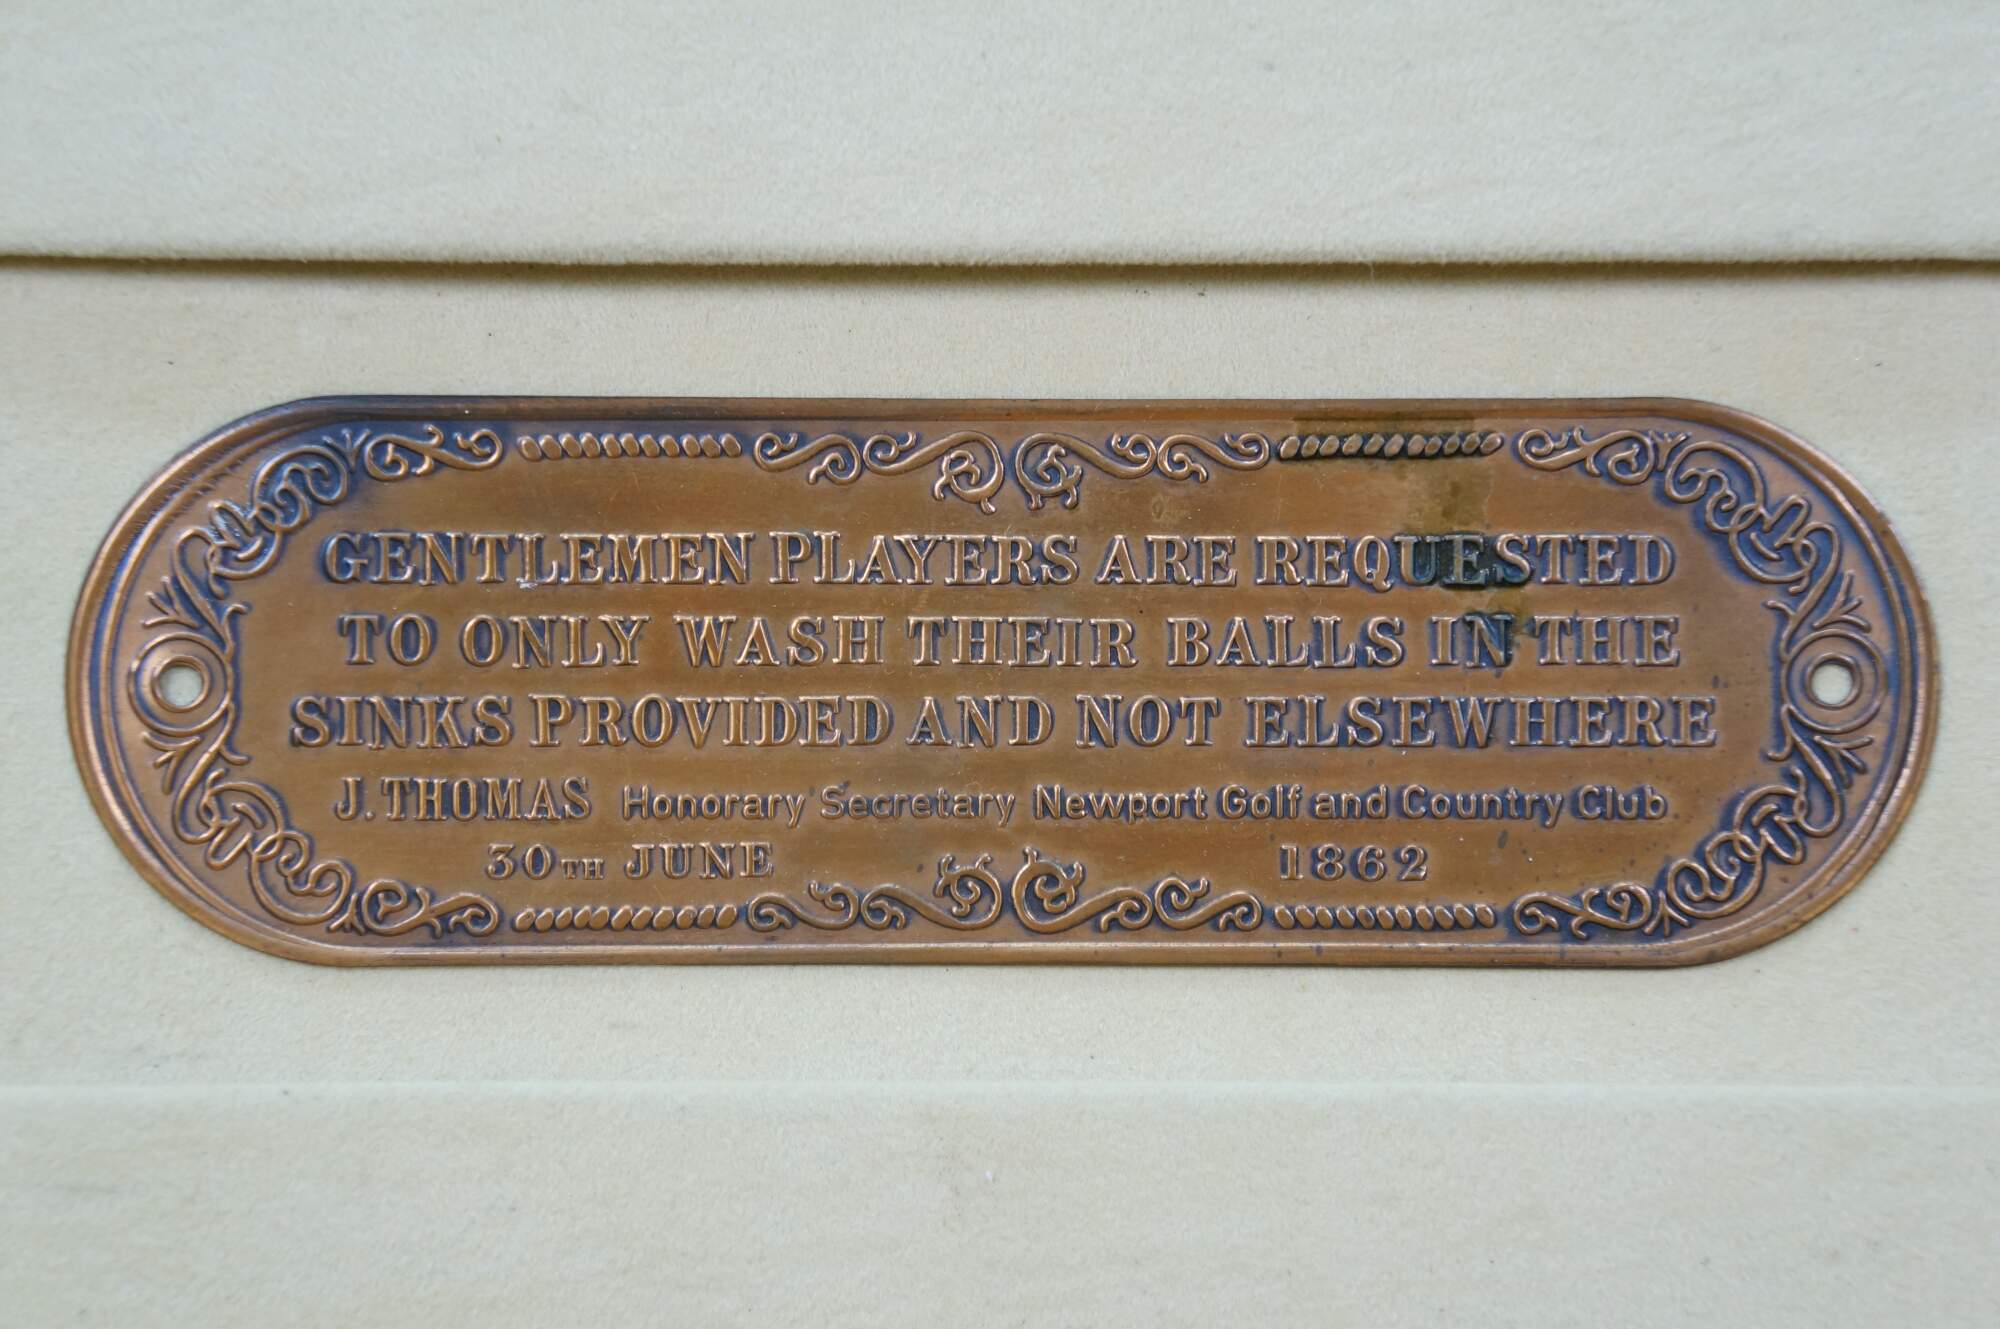 GENTLEMEN PLAYERS ARE REQUESTED
TO ONLY WASH THEIR BALLS IN THE
SINKS PROVIDED AND NOT ELSEWHERE
J. THOMAS Honorary Secretary Newport Golf and Country Club
30TH JUNE 1862